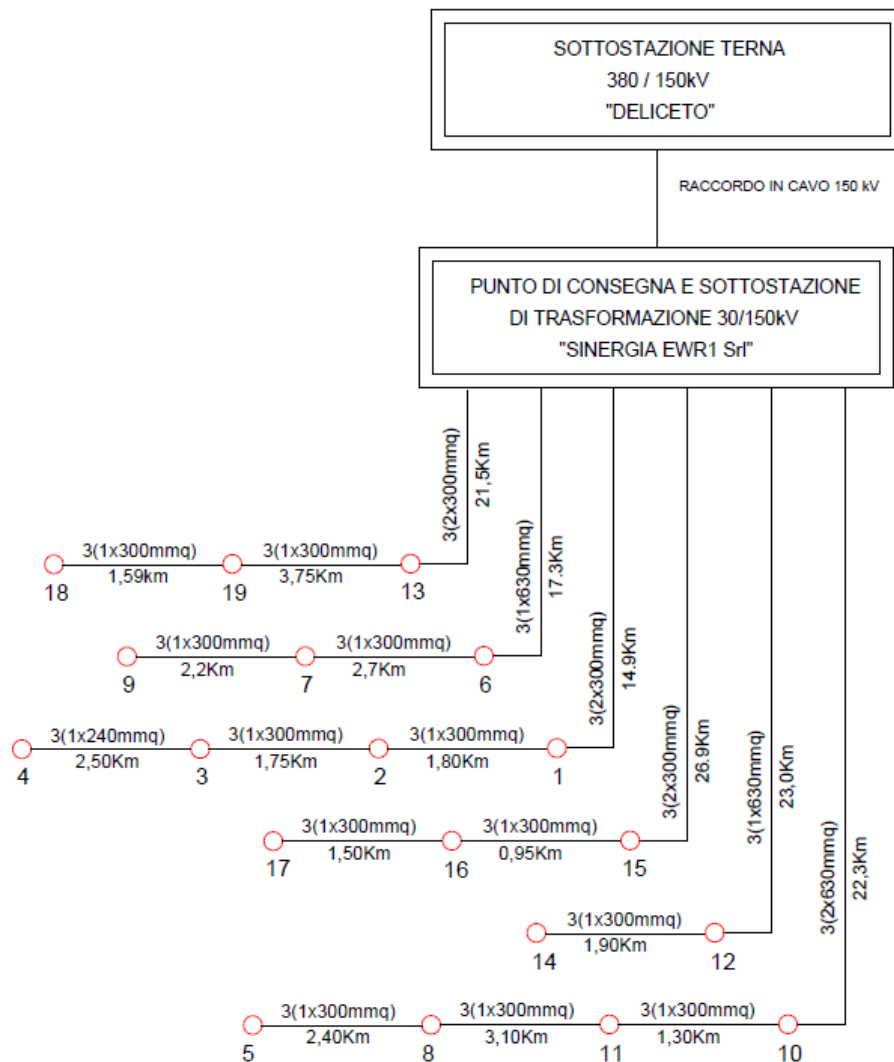 SOTTOSTAZIONE TERNA
380 / 150kV
"DELICETO"
RACCORDO IN CAVO 150 kV
PUNTO DI CONSEGNA E SOTTOSTAZIONE
DI TRASFORMAZIONE 30/150kV
"SINERGIA EWR1 Srl"
3(2x300mmq)
21,5Km
3(1x630mmq)
17.3Km
3(2x300mmq)
14.9Km
3(2x300mmq)
26.9Km
3(1x630mmq)
23,0Km
3(2x630mmq)
22,3Km
3(1x300mmq) 3(1x300mmq)
1,59km 3,75Km
18 19 13
3(1x300mmq) 3(1x300mmq)
2,2Km 2,7Km
9 7 6
3(1x240mmq) 3(1x300mmq) 3(1x300mmq)
2,50Km 1,75Km 1,80Km
4 3 2 1
3(1x300mmq) 3(1x300mmq)
1,50Km 0,95Km
17 16 15
3(1x300mmq)
1,90Km
14 12
3(1x300mmq) 3(1x300mmq) 3(1x300mmq)
2,40Km 3,10Km 1,30Km
5 8 11 10